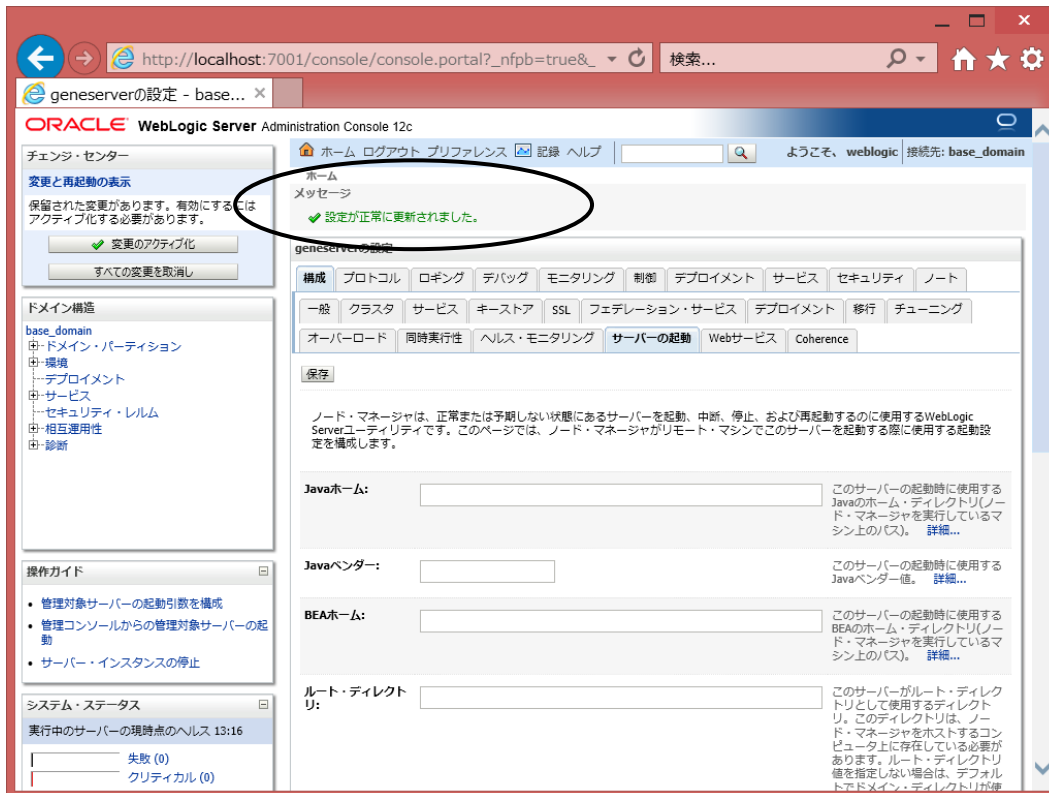 http://localhost:7001/console/console.portal?_nfpb=true&_
検索...
geneserverの設定 - base...
ORACLE WebLogic Server Administration Console 12c
チェンジ・センター
変更と再起動の表示
保留された変更があります。有効にするには
アクティブ化する必要があります。
変更のアクティブ化
すべての変更を取消し
ドメイン構造
base_domain
ドメイン・パーティション
環境
デプロイメント
サービス
セキュリティ・レルム
相互運用性
診断
操作ガイド
• 管理対象サーバーの起動引数を構成
• 管理コンソールからの管理対象サーバーの起
動
• サーバー・インスタンスの停止
システム・ステータス
実行中のサーバーの現時点のヘルス 13:16
失敗 (0)
クリティカル (0)
ホーム ログアウト プリファレンス 記録 ヘルプ
ようこそ、weblogic 接続先: base_domain
ホーム
メッセージ
設定が正常に更新されました。
geneserverの設定
構成 プロトコル ロギング デバッグ モニタリング 制御 デプロイメント サービス セキュリティ ノート
一般 クラスタ サービス キーストア SSL フェデレーション・サービス デプロイメント 移行 チューニング
オーバーロード 同時実行性 ヘルス・モニタリング サーバーの起動 Webサービス Coherence
保存
ノード・マネージャは、正常または予期しない状態にあるサーバーを起動、中断、停止、および再起動するのに使用するWebLogic
Serverユーティリティです。このページでは、ノード・マネージャがリモート・マシンでこのサーバーを起動する際に使用する起動設
定を構成します。
Javaホーム:
このサーバーの起動時に使用する
Javaのホーム・ディレクトリ(ノー
ド・マネージャを実行しているマ
シン上のパス)。 詳細...
Javaベンダー:
このサーバーの起動時に使用する
Javaベンダー値。 詳細...
BEAホーム:
このサーバーの起動時に使用する
BEAのホーム・ディレクトリ(ノー
ド・マネージャを実行しているマ
シン上のパス)。 詳細...
ルート・ディレクト
リ:
このサーバーがルート・ディレク
トリとして使用するディレクト
リ。このディレクトリは、ノー
ド・マネージャをホストするコン
ピュータ上に存在している必要が
あります。ルート・ディレクトリ
値を指定しない場合は、デフォル
トでドメイン・ディレクトリが使